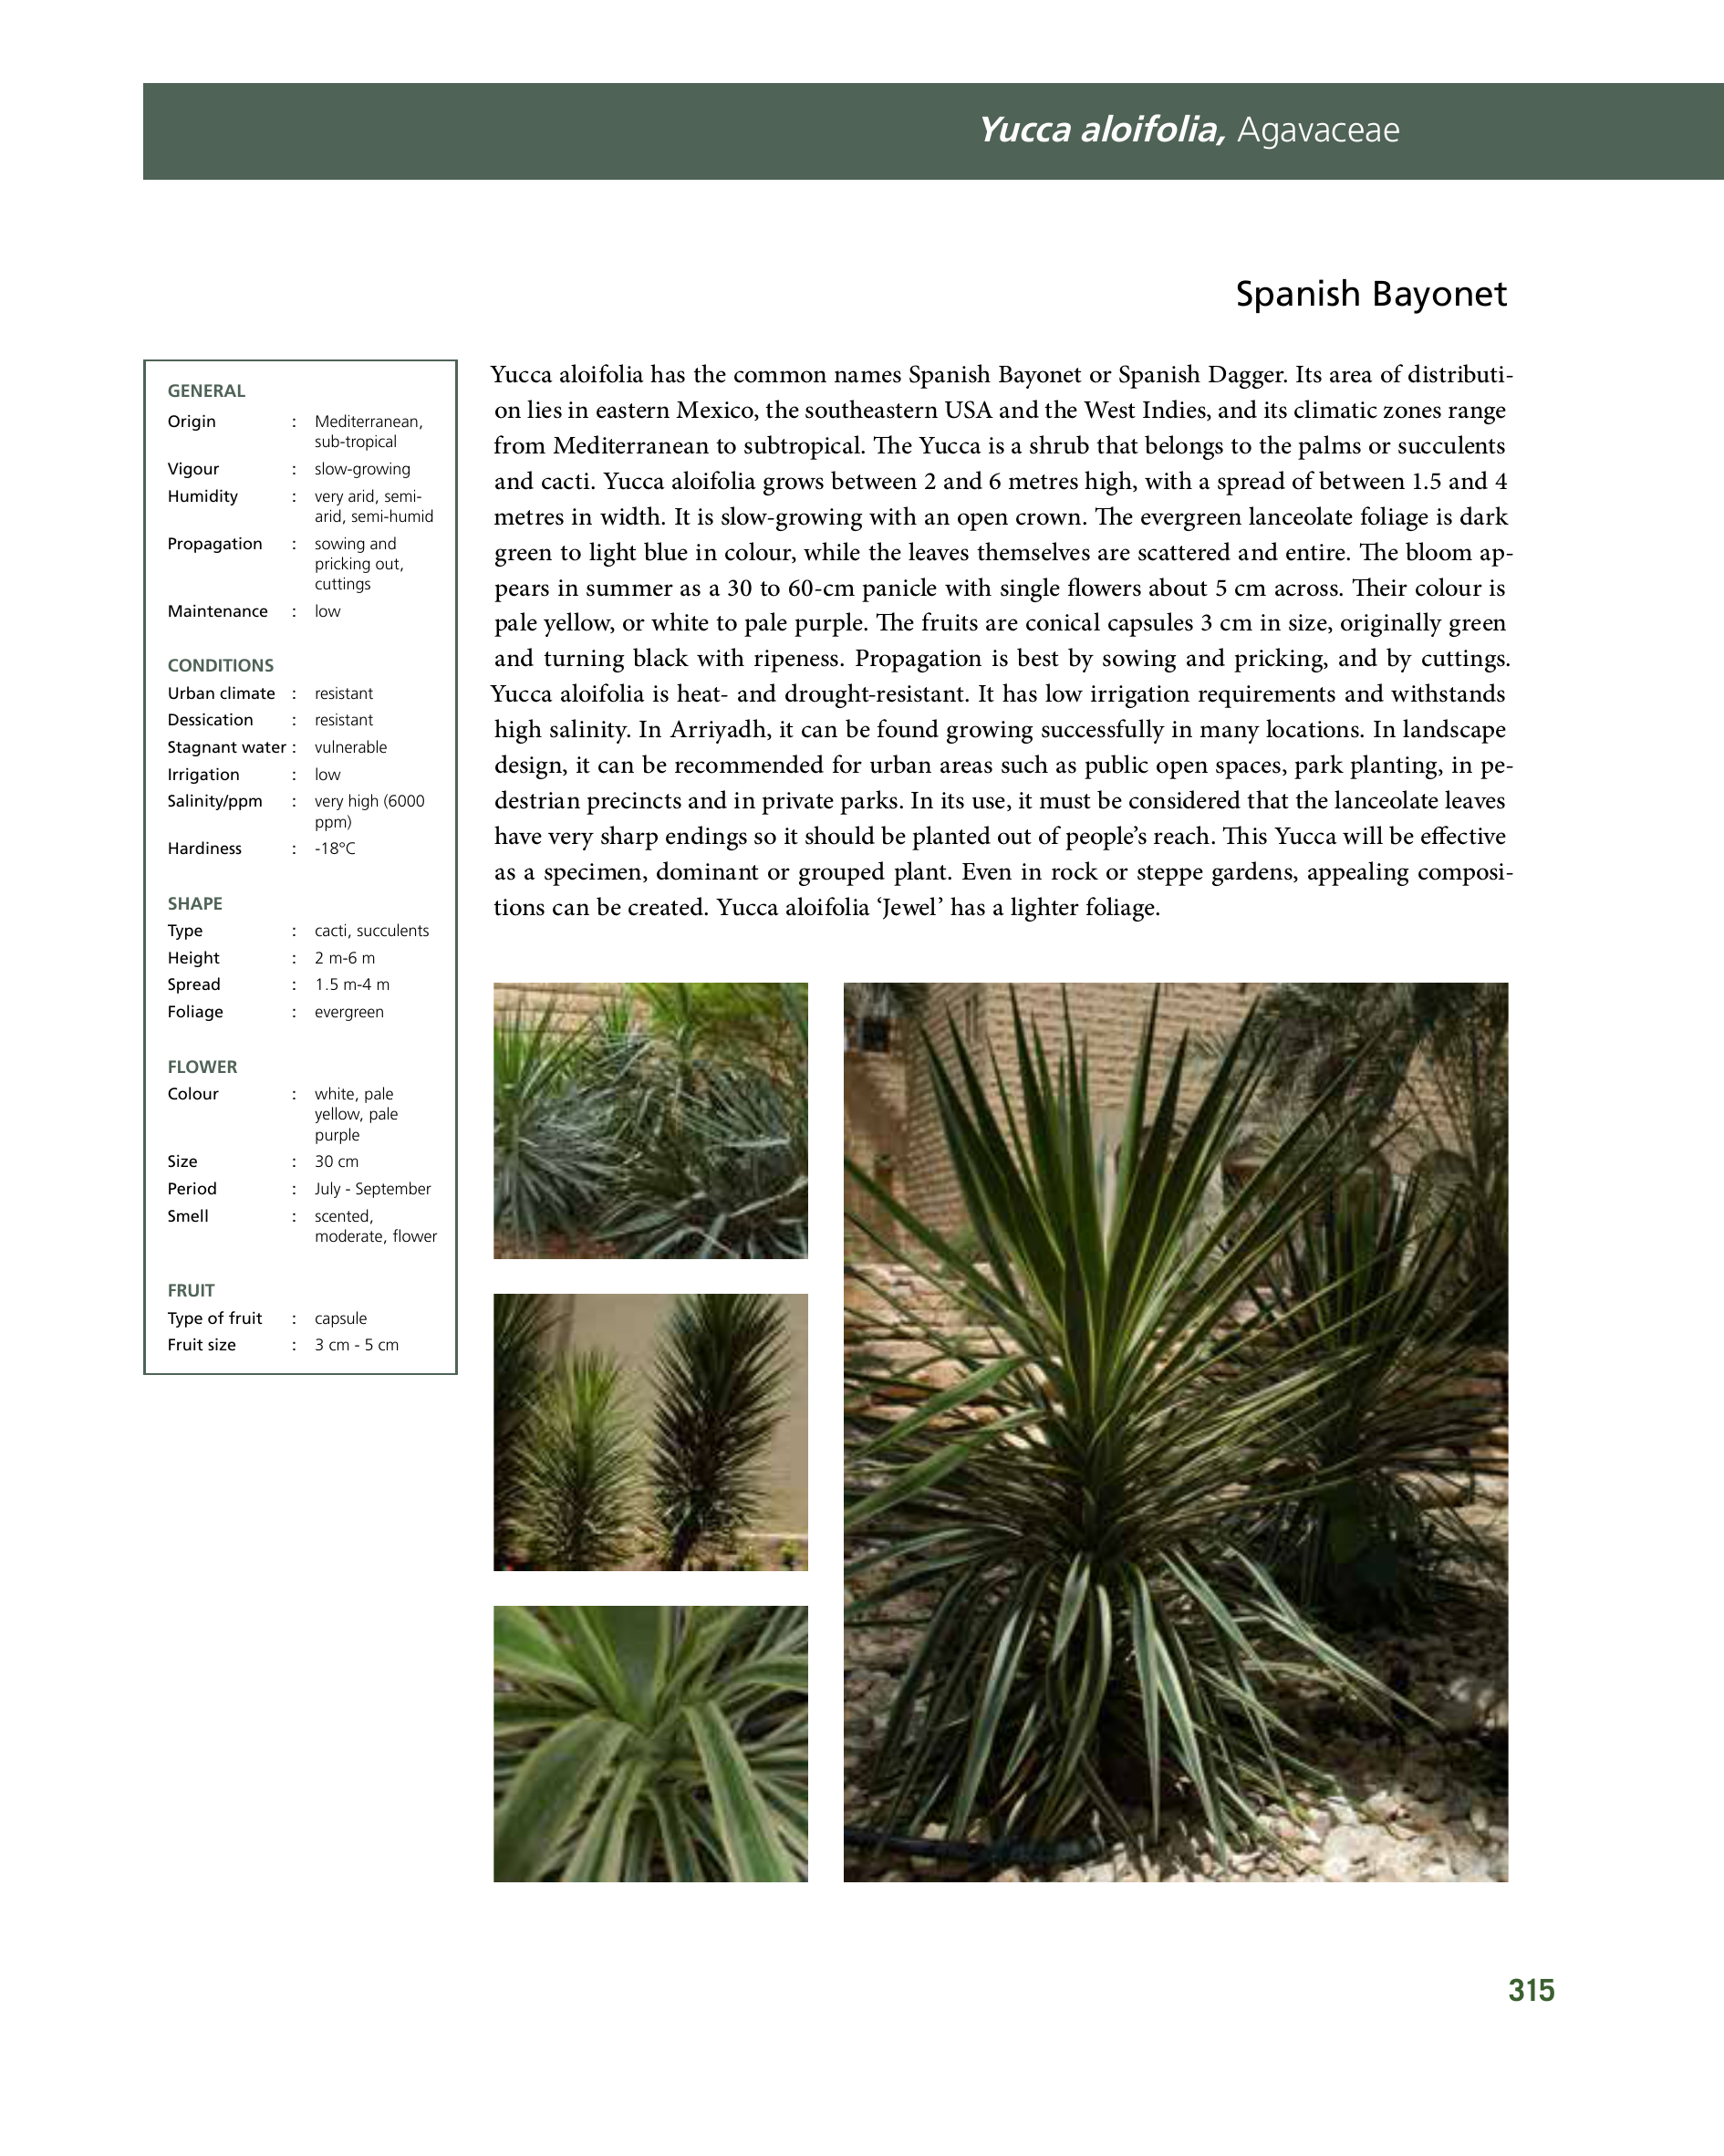 Yucca aloifolia, Agavaceae
Spanish Bayonet
GENERAL
Origin : Mediterranean,
sub-tropical
Vigour : slow-growing
Humidity : very arid, semi-
arid, semi-humid
Propagation : sowing and
pricking out,
cuttings
Maintenance : low
CONDITIONS
Urban climate : resistant
Dessication : resistant
Stagnant water : vulnerable
Irrigation : low
Salinity/ppm : very high (6000
ppm)
Hardiness : -18°C
SHAPE
Type : cacti, succulents
Height : 2 m-6 m
Spread : 1.5 m-4 m
Foliage : evergreen
FLOWER
Colour : white, pale
yellow, pale
purple
Size : 30 cm
Period : July - September
Smell : scented,
moderate, flower
FRUIT
Type of fruit : capsule
Fruit size : 3 cm - 5 cm
Yucca aloifolia has the common names Spanish Bayonet or Spanish Dagger. Its area of distributi-
on lies in eastern Mexico, the southeastern USA and the West Indies, and its climatic zones range
from Mediterranean to subtropical. The Yucca is a shrub that belongs to the palms or succulents
and cacti. Yucca aloifolia grows between 2 and 6 metres high, with a spread of between 1.5 and 4
metres in width. It is slow-growing with an open crown. The evergreen lanceolate foliage is dark
green to light blue in colour, while the leaves themselves are scattered and entire. The bloom ap-
pears in summer as a 30 to 60-cm panicle with single flowers about 5 cm across. Their colour is
pale yellow, or white to pale purple. The fruits are conical capsules 3 cm in size, originally green
and turning black with ripeness. Propagation is best by sowing and pricking, and by cuttings.
Yucca aloifolia is heat- and drought-resistant. It has low irrigation requirements and withstands
high salinity. In Arriyadh, it can be found growing successfully in many locations. In landscape
design, it can be recommended for urban areas such as public open spaces, park planting, in pe-
destrian precincts and in private parks. In its use, it must be considered that the lanceolate leaves
have very sharp endings so it should be planted out of people’s reach. This Yucca will be effective
as a specimen, dominant or grouped plant. Even in rock or steppe gardens, appealing composi-
tions can be created. Yucca aloifolia ‘Jewel’ has a lighter foliage.
315